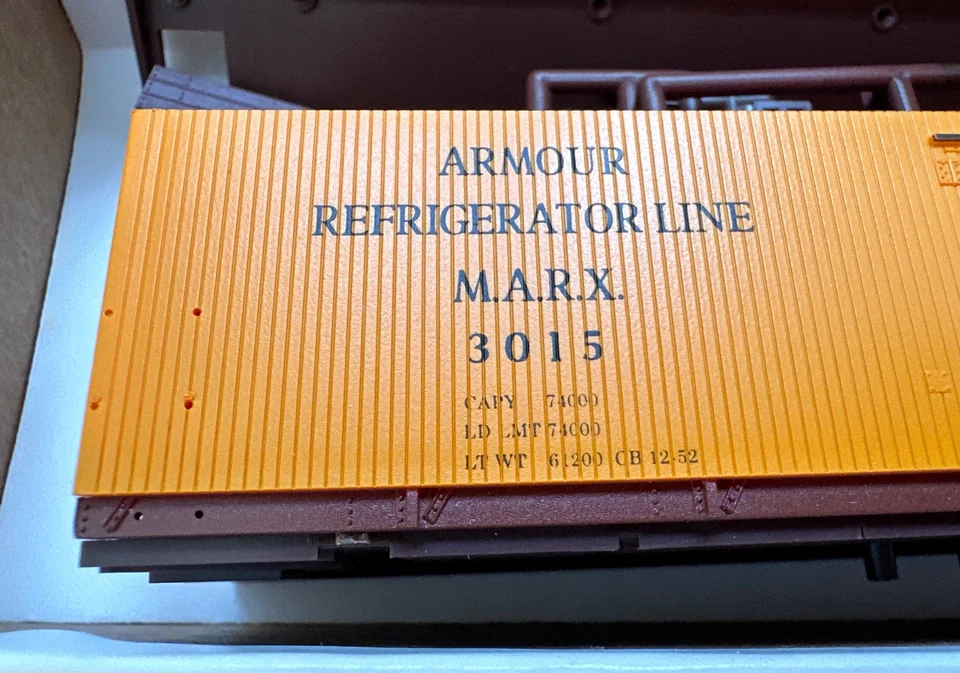 ARMOUR
REFRIGERATOR LINE
M.A.R.X.
3015
CAPY 74000
LD LMT 74000
LT WT 61200 CB 12-52